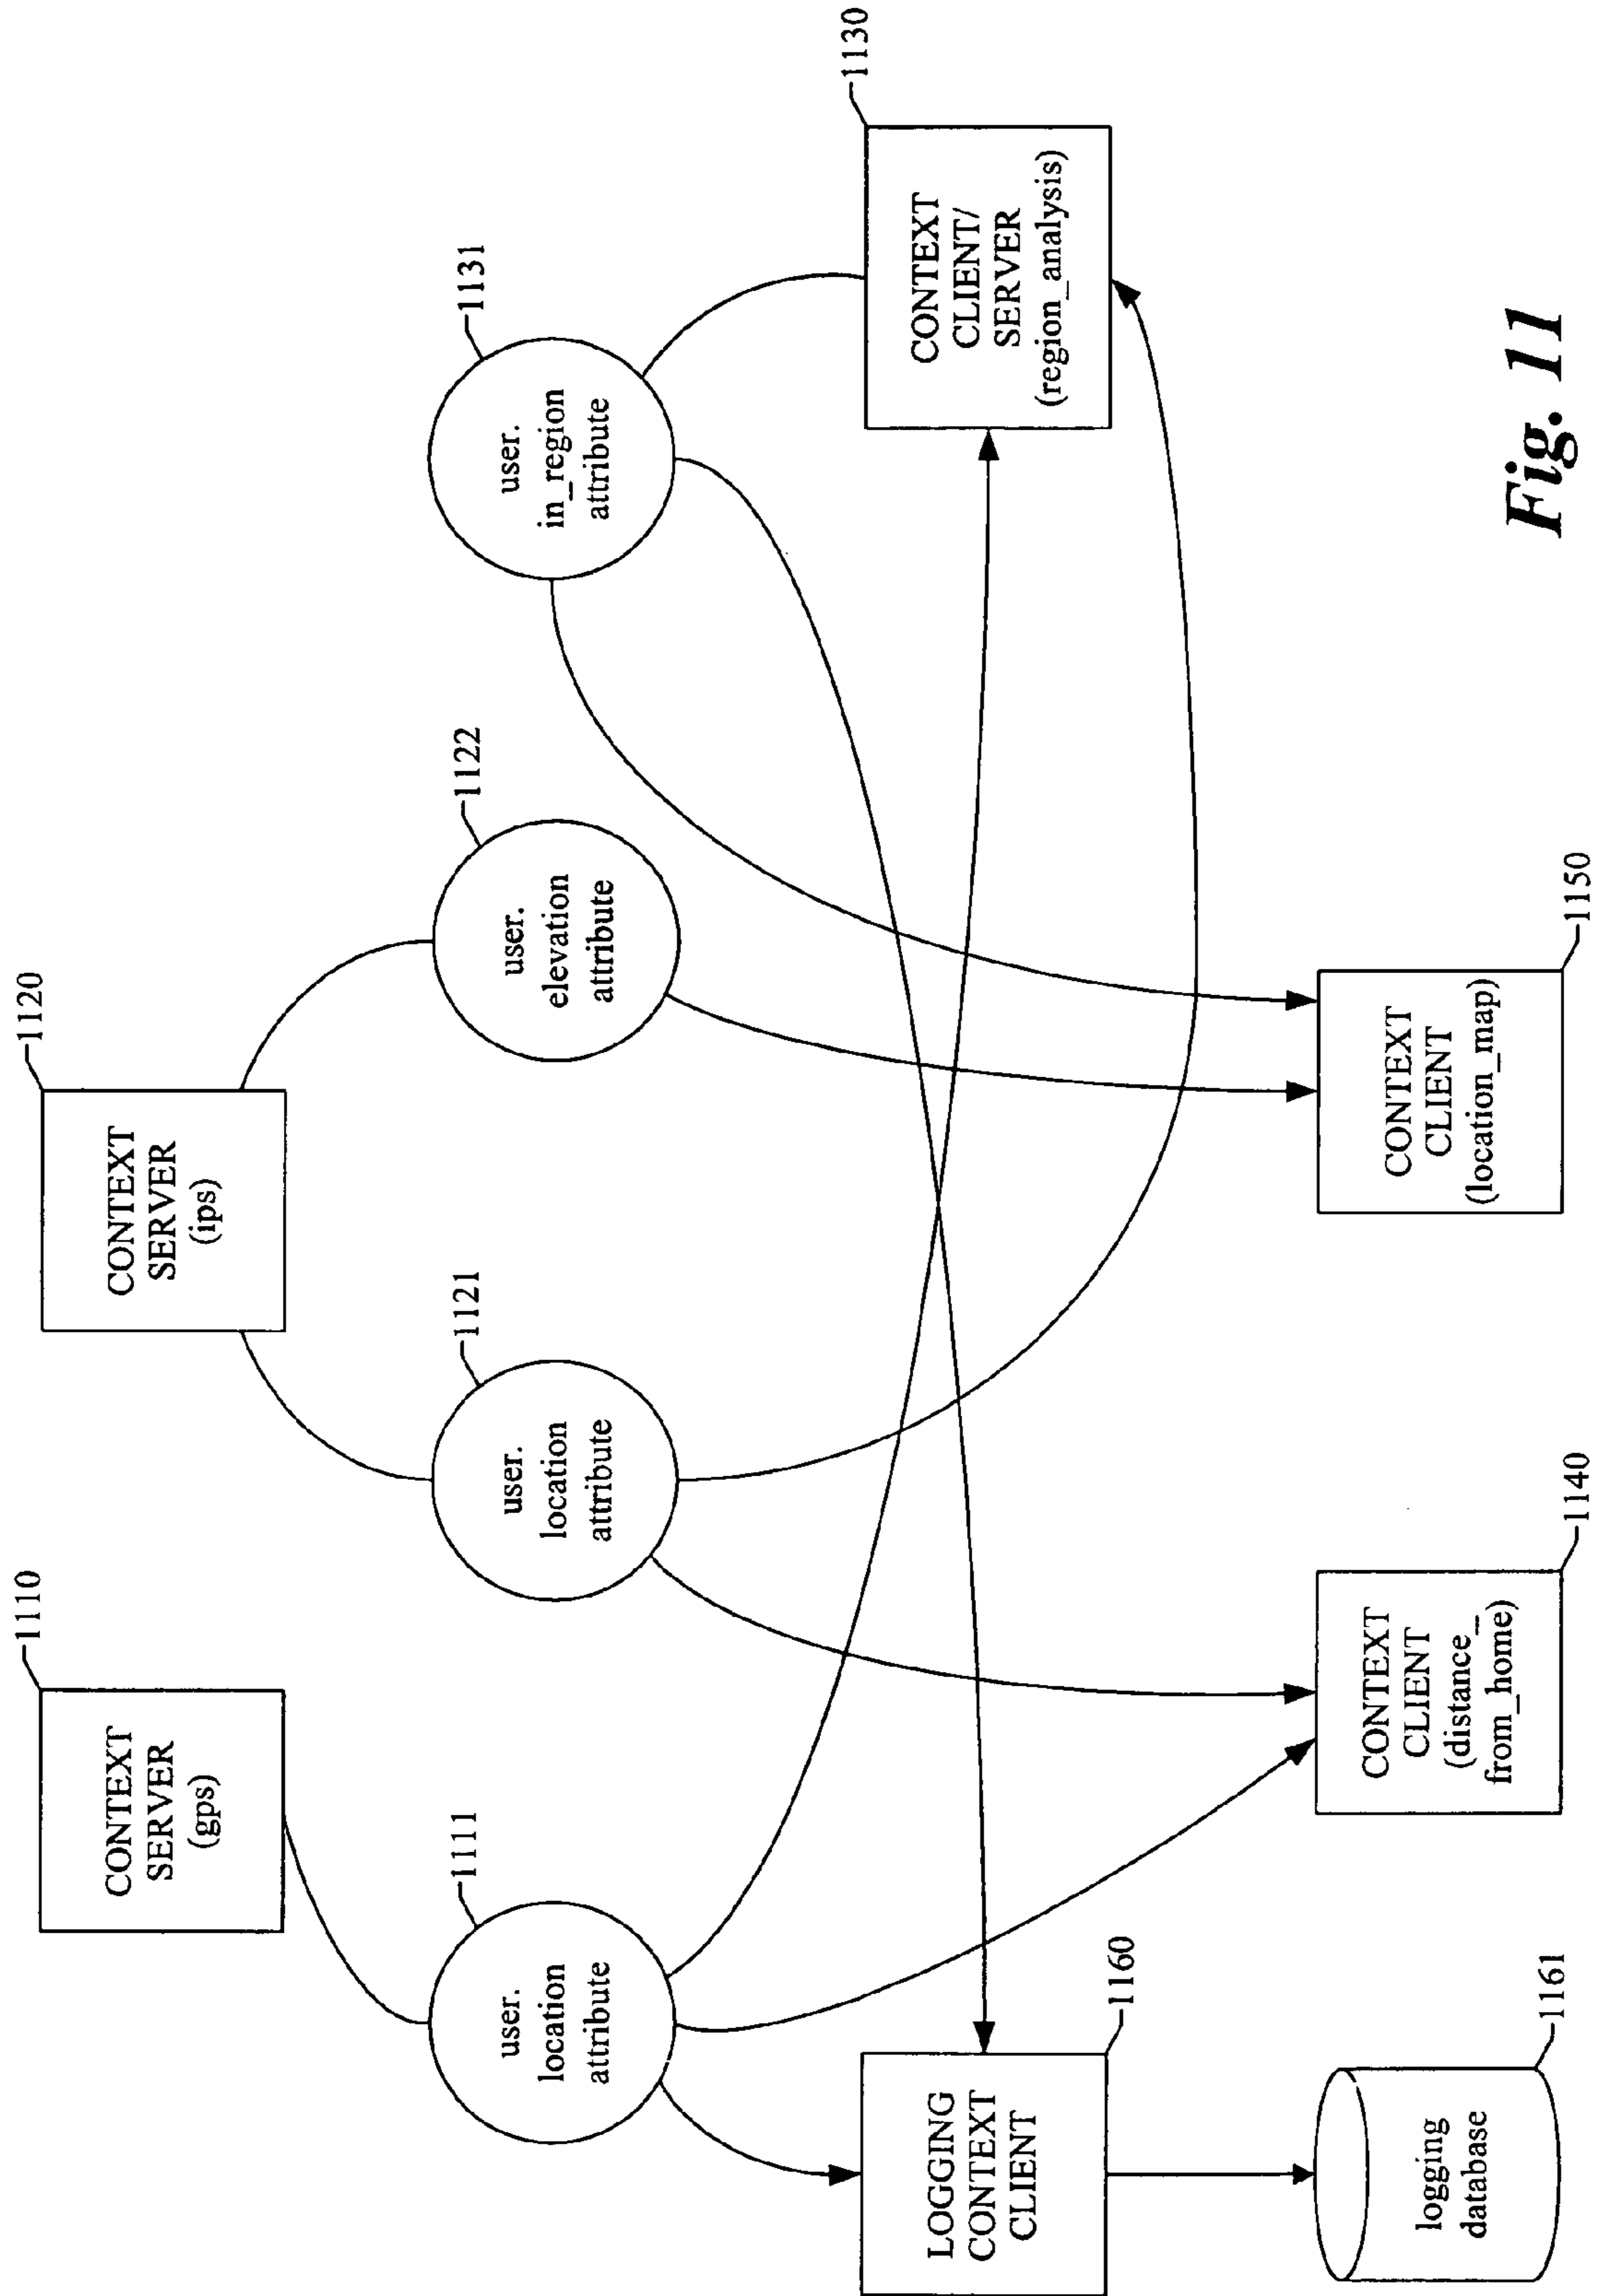 1110
CONTEXT
SERVER
(gps)
1120
CONTEXT
SERVER
(ips)
1111
user.
location
attribute
1121
user.
location
attribute
1122
user.
elevation
attribute
1131
user.
in_region
attribute
1130
CONTEXT
CLIENT/
SERVER
(region_analysis)
LOGGING
CONTEXT
CLIENT
1160
logging
database
1161
CONTEXT
CLIENT
(distance_
from_home)
1140
CONTEXT
CLIENT
(location_map)
1150
Fig. 11